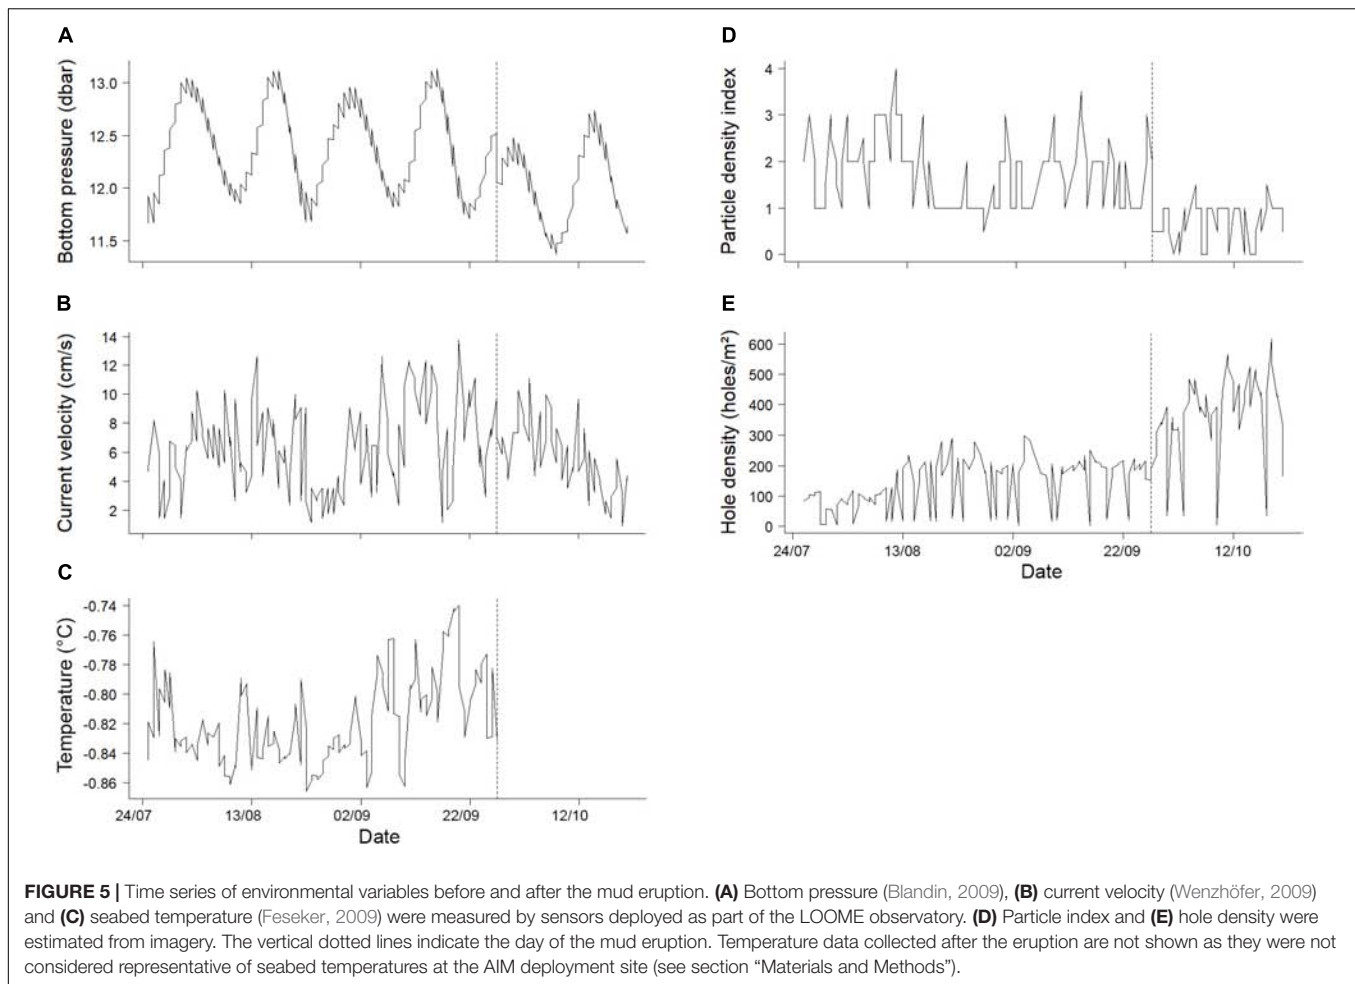 A
Bottom pressure (dbar)
13.0
12.5
12.0
11.5
B
Current velocity (cm/s)
14
12
10
8
6
4
2
C
Temperature (°C)
-0.74
-0.76
-0.78
-0.80
-0.82
-0.84
-0.86
24/07 13/08 02/09 22/09 12/10
Date
D
Particle density index
4
3
2
1
0
E
Hole density (holes/m²)
600
500
400
300
200
100
0
24/07 13/08 02/09 22/09 12/10
Date
FIGURE 5 | Time series of environmental variables before and after the mud eruption. (A) Bottom pressure (Blandin, 2009), (B) current velocity (Wenzhöfer, 2009)
and (C) seabed temperature (Feseker, 2009) were measured by sensors deployed as part of the LOOME observatory. (D) Particle index and (E) hole density were
estimated from imagery. The vertical dotted lines indicate the day of the mud eruption. Temperature data collected after the eruption are not shown as they were not
considered representative of seabed temperatures at the AIM deployment site (see section “Materials and Methods”).